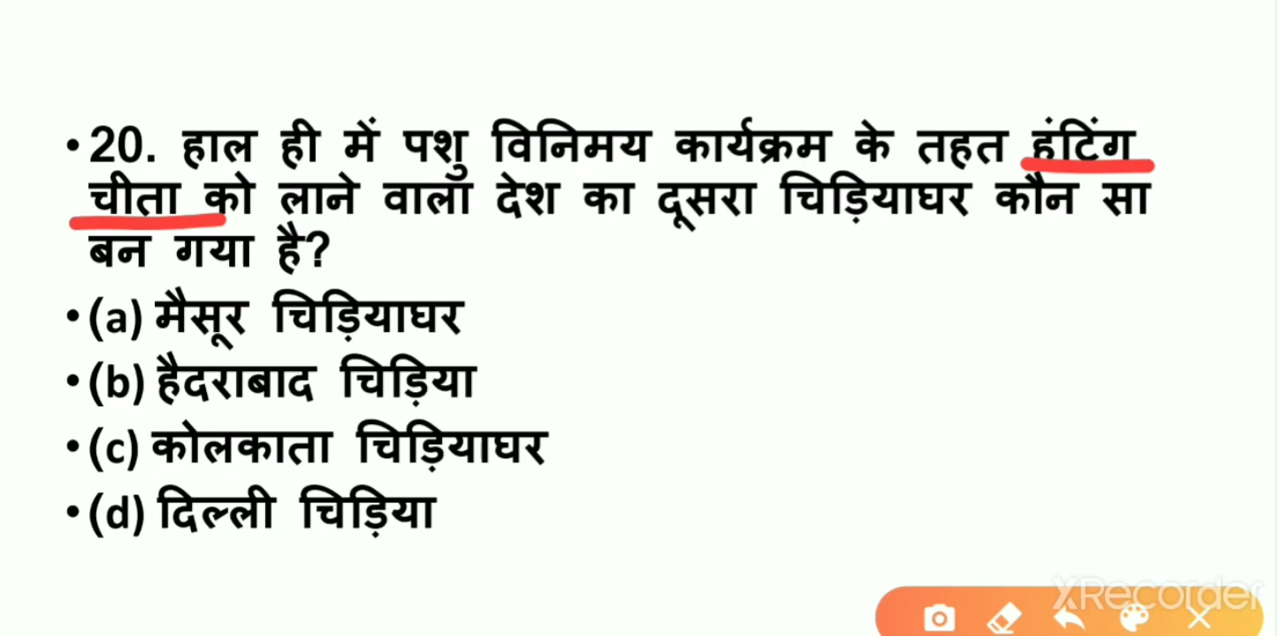 •20. हाल ही में पशु विनिमय कार्यक्रम के तहत हंटिंग
चीता को लाने वाला देश का दूसरा चिड़ियाघर कौन सा
बन गया है?
•(a) मैसूर चिड़ियाघर
•(b) हैदराबाद चिड़िया
•(c) कोलकाता चिड़ियाघर
•(d) दिल्ली चिड़िया
XRecorder